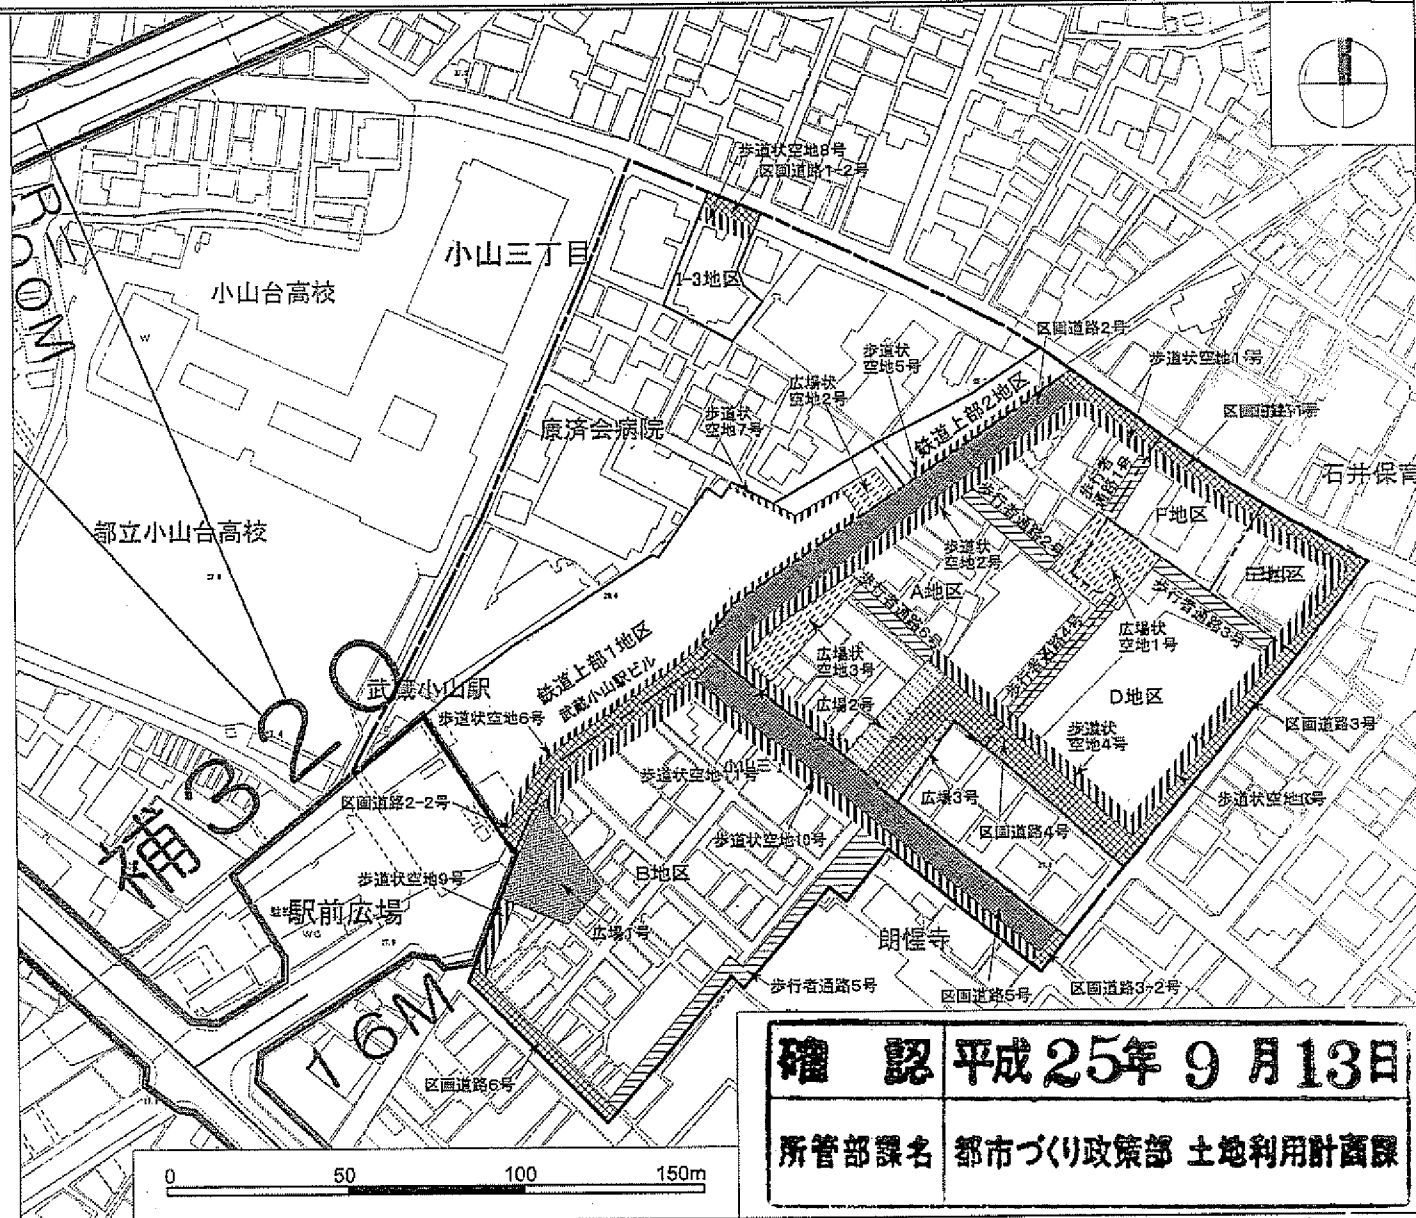 歩道状空地8号
区画道路1-2号
小山三丁目
小山台高校
I-3地区
区画道路2号
歩道状
空地5号
歩道状空地1号
広場状
空地2号
鉄道上部2地区
歩道状
空地7号
康済会病院
石井保育
歩行者
通路1号
F地区
都立小山台高校
歩行者通路2号
歩道状
空地2号
E地区
A地区
歩行者通路6号
歩行者通路3号
広場状
空地1号
鉄道上部1地区
武蔵小山駅ビル
広場状
空地3号
歩行者通路4号
D地区
武蔵小山駅
広場2号
歩道状
空地4号
区画道路3号
歩道状空地6号
歩道状空地11号
広場3号
区画道路2-2号
歩道状空地10号
区画道路4号
補320
歩道状空地9号
B地区
駅前広場
広場1号
朗惺寺
歩行者通路5号
区画道路5号
区画道路3-2号
16M
区画道路6号
確認 平成25年9月13日
所管部課名 都市づくり政策部 土地利用計画課
0 50 100 150m